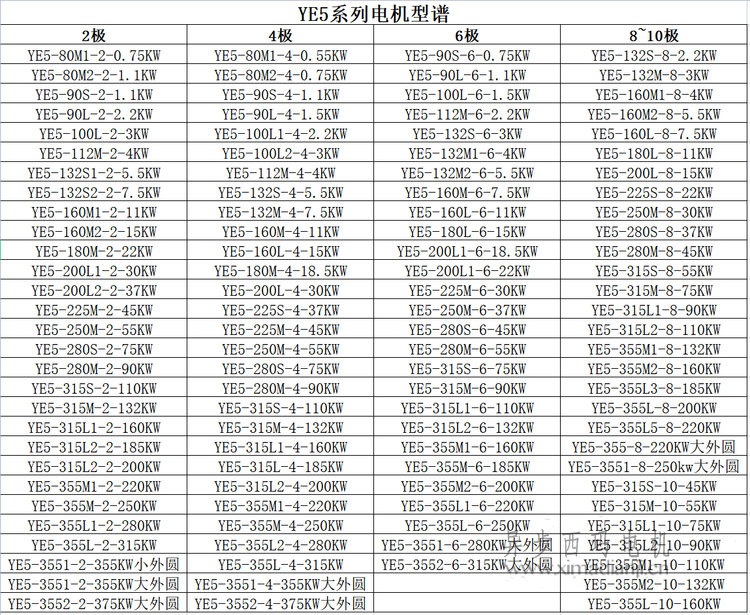 YE5系列电机型谱
2极 4极 6极 8~10极
YE5-80M1-2-0.75KW YE5-80M1-4-0.55KW YE5-90S-6-0.75KW YE5-132S-8-2.2KW
YE5-80M2-2-1.1KW YE5-80M2-4-0.75KW YE5-90L-6-1.1KW YE5-132M-8-3KW
YE5-90S-2-1.1KW YE5-90S-4-1.1KW YE5-100L-6-1.5KW YE5-160M1-8-4KW
YE5-90L-2-2.2KW YE5-90L-4-1.5KW YE5-112M-6-2.2KW YE5-160M2-8-5.5KW
YE5-100L-2-3KW YE5-100L1-4-2.2KW YE5-132S-6-3KW YE5-160L-8-7.5KW
YE5-112M-2-4KW YE5-100L2-4-3KW YE5-132M1-6-4KW YE5-180L-8-11KW
YE5-132S1-2-5.5KW YE5-112M-4-4KW YE5-132M2-6-5.5KW YE5-200L-8-15KW
YE5-132S2-2-7.5KW YE5-132S-4-5.5KW YE5-160M-6-7.5KW YE5-225S-8-22KW
YE5-160M1-2-11KW YE5-132M-4-7.5KW YE5-160L-6-11KW YE5-250M-8-30KW
YE5-160M2-2-15KW YE5-160M-4-11KW YE5-180L-6-15KW YE5-280S-8-37KW
YE5-180M-2-22KW YE5-160L-4-15KW YE5-200L1-6-18.5KW YE5-280M-8-45KW
YE5-200L1-2-30KW YE5-180M-4-18.5KW YE5-200L1-6-22KW YE5-315S-8-55KW
YE5-200L2-2-37KW YE5-200L-4-30KW YE5-225M-6-30KW YE5-315M-8-75KW
YE5-225M-2-45KW YE5-225S-4-37KW YE5-250M-6-37KW YE5-315L1-8-90KW
YE5-250M-2-55KW YE5-225M-4-45KW YE5-280S-6-45KW YE5-315L2-8-110KW
YE5-280S-2-75KW YE5-250M-4-55KW YE5-280M-6-55KW YE5-355M1-8-132KW
YE5-280M-2-90KW YE5-280S-4-75KW YE5-315S-6-75KW YE5-355M2-8-160KW
YE5-315S-2-110KW YE5-280M-4-90KW YE5-315M-6-90KW YE5-355L3-8-185KW
YE5-315M-2-132KW YE5-315S-4-110KW YE5-315L1-6-110KW YE5-355L-8-200KW
YE5-315L1-2-160KW YE5-315M-4-132KW YE5-315L2-6-132KW YE5-355L5-8-220KW
YE5-315L2-2-185KW YE5-315L1-4-160KW YE5-355M1-6-160KW YE5-355-8-220KW大外圆
YE5-315L2-2-200KW YE5-315L-4-185KW YE5-355M-6-185KW YE5-3551-8-250kw大外圆
YE5-355M1-2-220KW YE5-315L2-4-200KW YE5-355M2-6-200KW YE5-315S-10-45KW
YE5-355M-2-250KW YE5-355M1-4-220KW YE5-355L1-6-220KW YE5-315M-10-55KW
YE5-355L1-2-280KW YE5-355M-4-250KW YE5-355L-6-250KW YE5-315L1-10-75KW
YE5-355L-2-315KW YE5-355L2-4-280KW YE5-3551-6-280KW大外圆 YE5-315L2-10-90KW
YE5-3551-2-355KW小外圆 YE5-355L-4-315KW YE5-3552-6-315KW大外圆 YE5-355M1-10-110KW
YE5-3551-2-355KW大外圆 YE5-3551-4-355KW大外圆 YE5-355M2-10-132KW
YE5-3552-2-375KW大外圆 YE5-3552-4-375KW大外圆 YE5-355L-10-160KW
异步西玛电机
www.ximadianji.cn